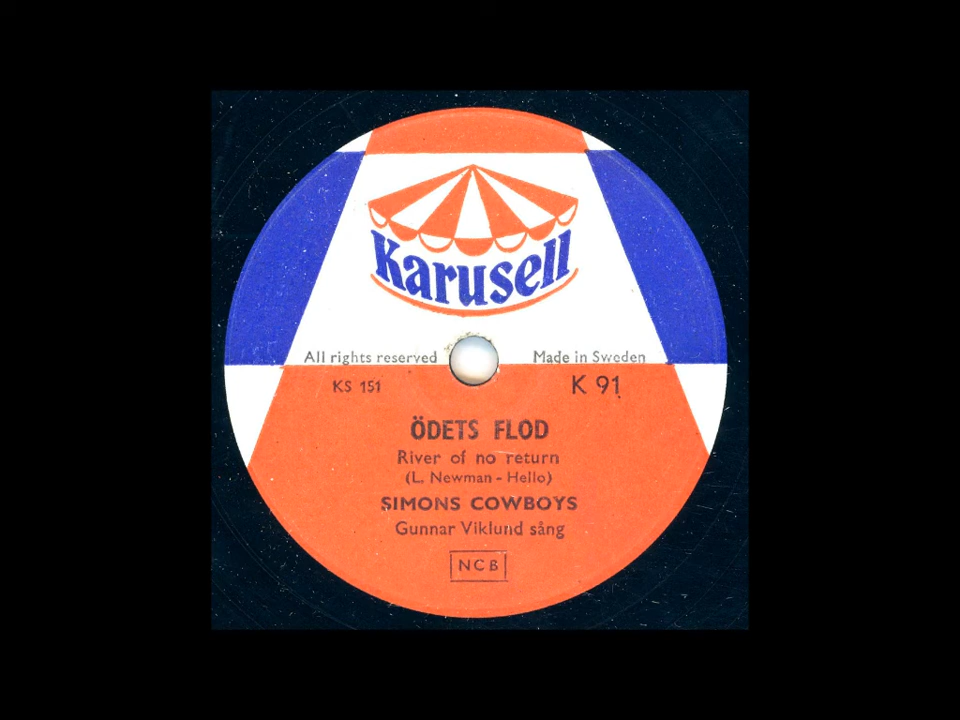 Karusell
All rights reserved Made in Sweden
KS 151 K 91
ÖDETS FLOD
River of no return
(L. Newman - Hello)
SIMONS COWBOYS
Gunnar Viklund sång
NCB